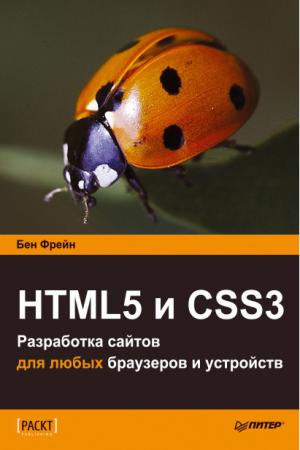 Бен Фрейн
HTML5 и CSS3
Разработка сайтов
для любых браузеров и устройств
[PACKT]
PUBLISHING
ПИТЕР®